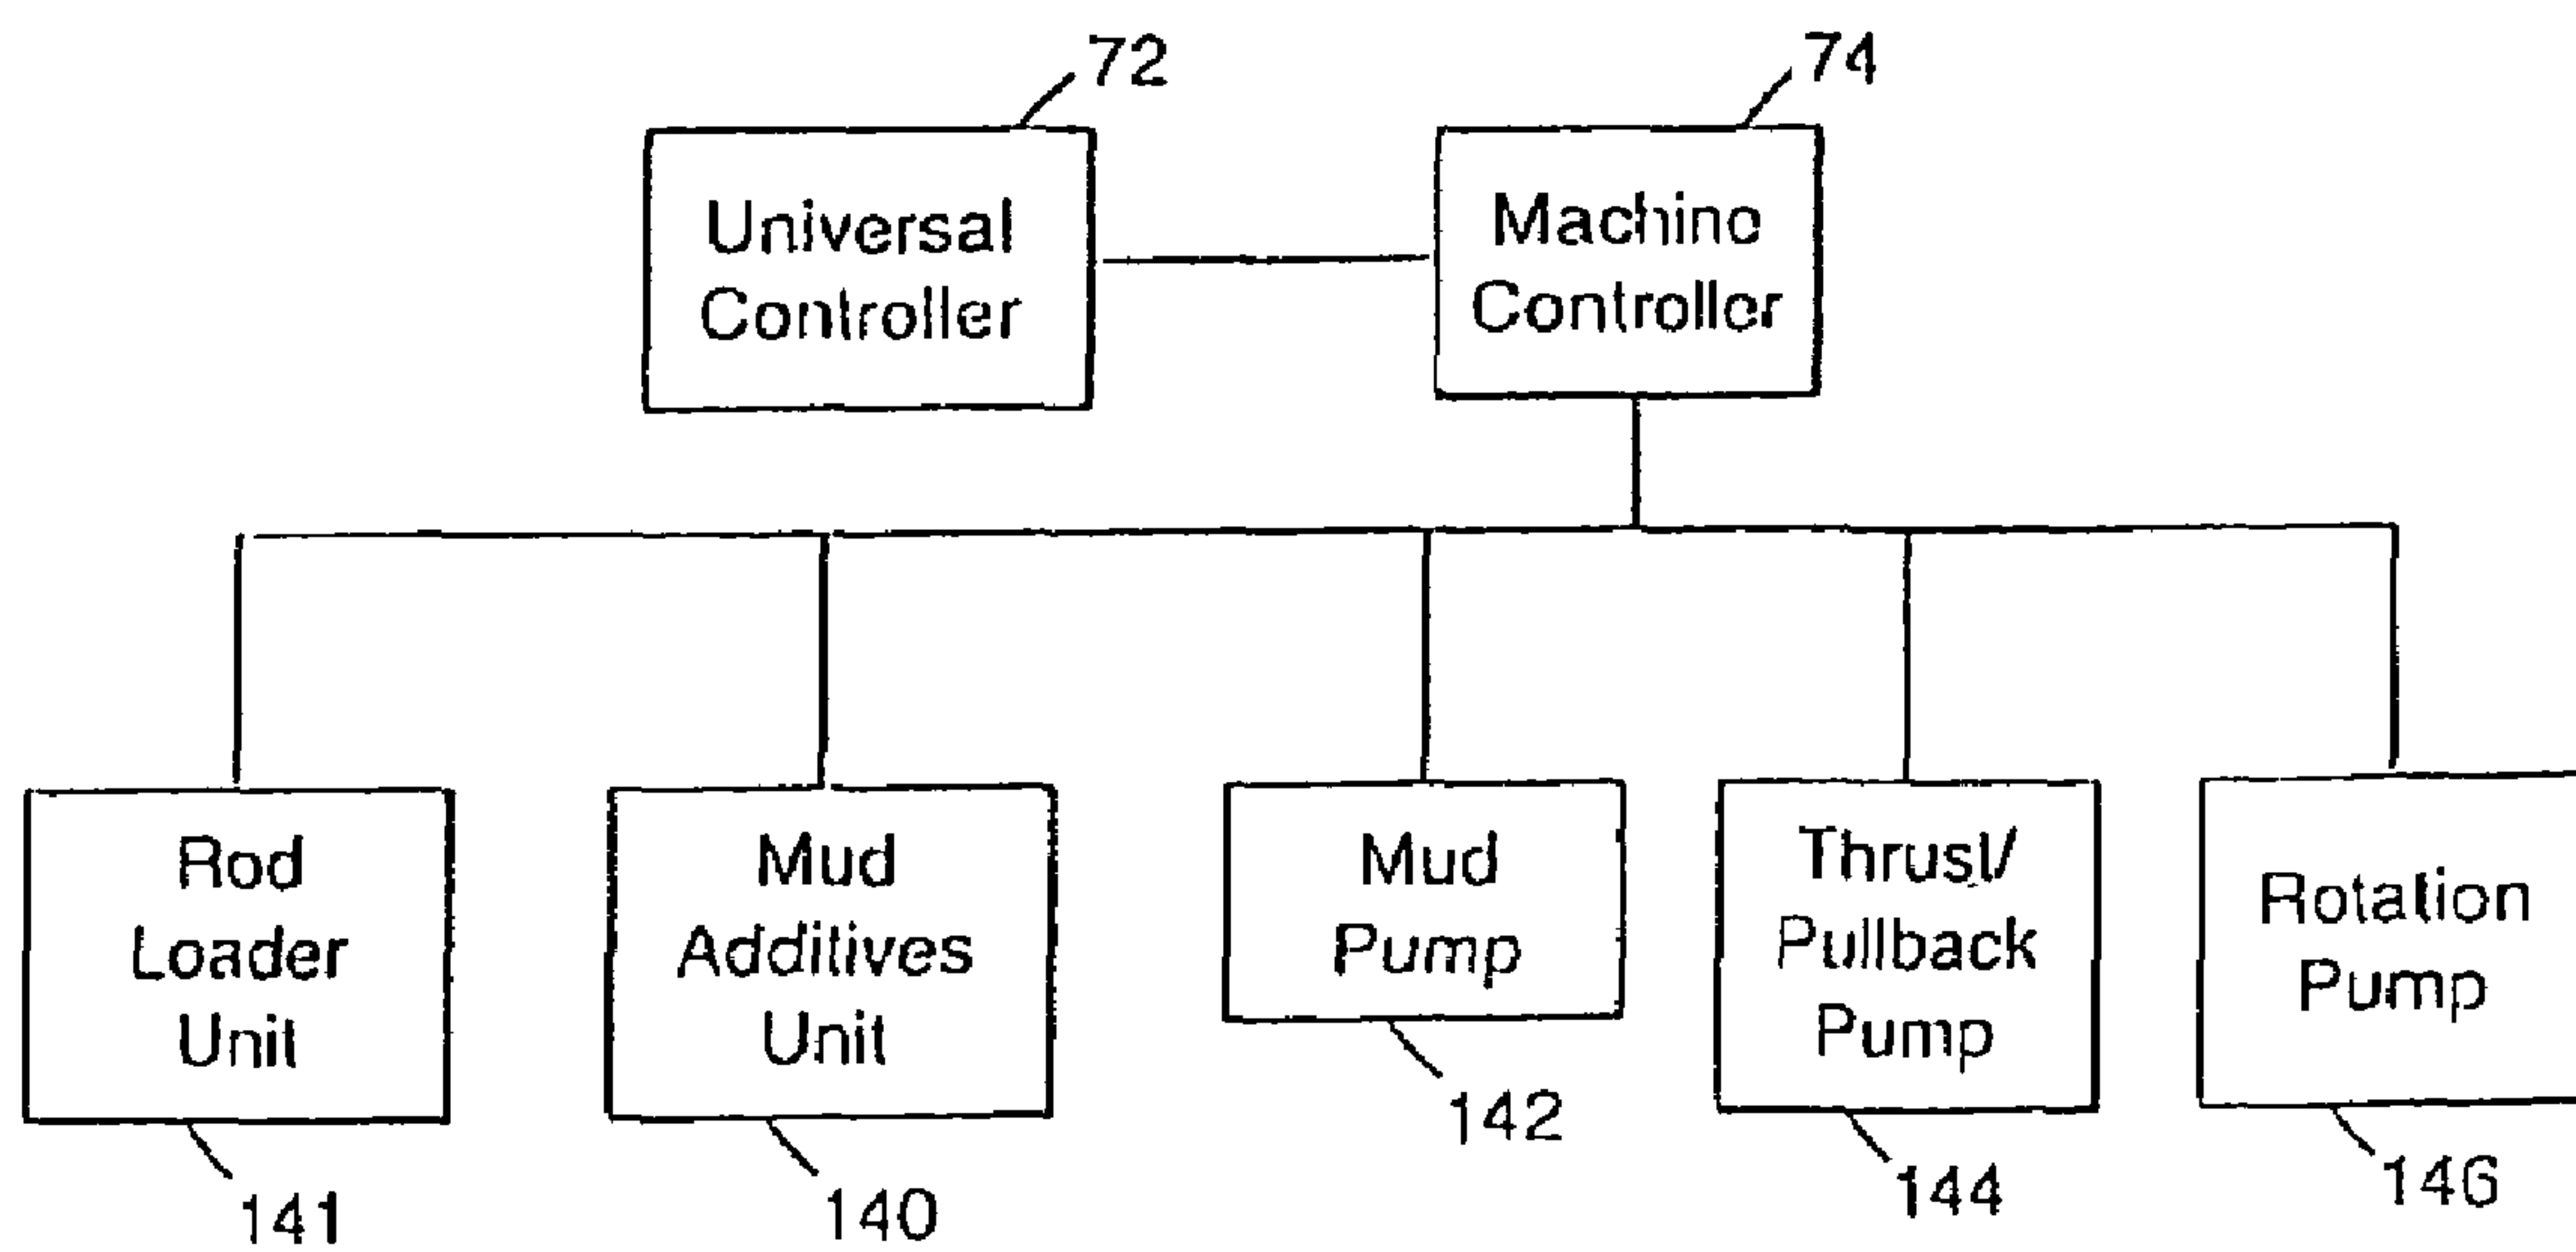 72
74
Universal
Controller
Machine
Controller
Rod
Loader
Unit
Mud
Additives
Unit
Mud
Pump
Thrust/
Pullback
Pump
Rotation
Pump
141
140
142
144
146